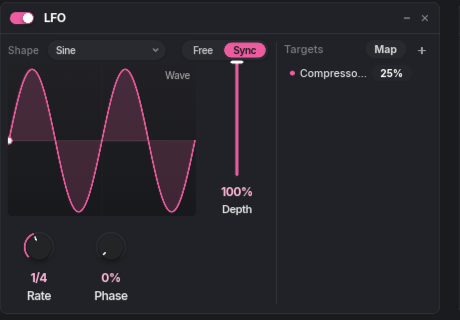 LFO
Shape Sine Free Sync Targets Map
Wave
Compresso... 25%
100%
Depth
1/4 0%
Rate Phase